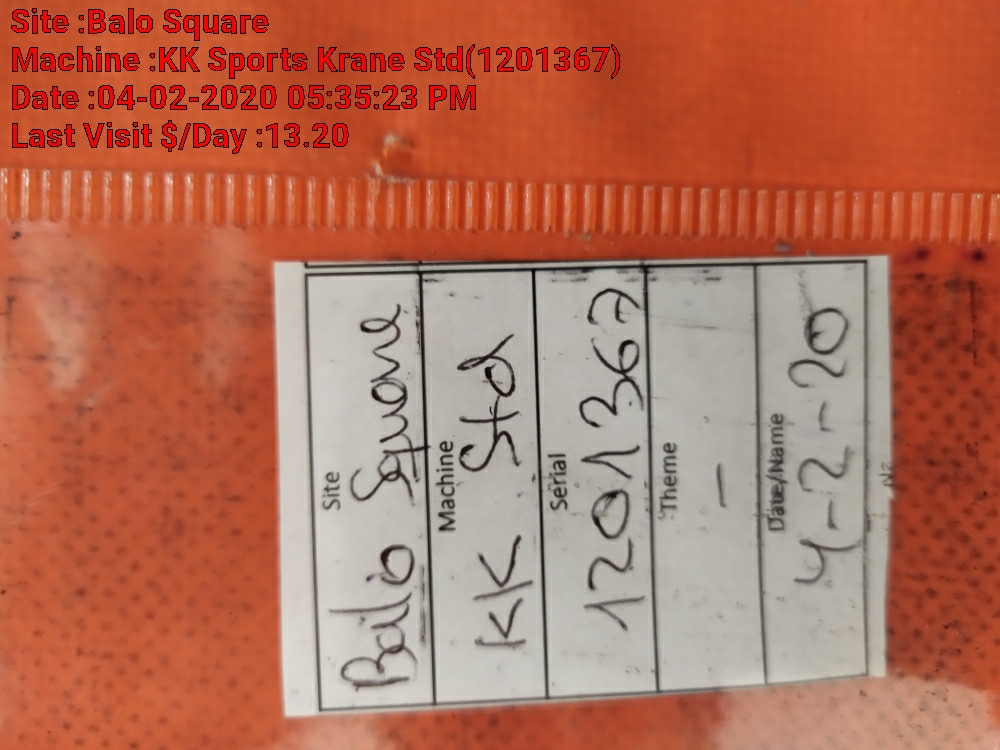 Site :Balo Square
Machine :KK Sports Krane Std(1201367)
Date :04-02-2020 05:35:23 PM
Last Visit $/Day :13.20
Site
Balo Square
Machine
KK Std
Serial
1201367
Theme
-
Date/Name
4-2-20